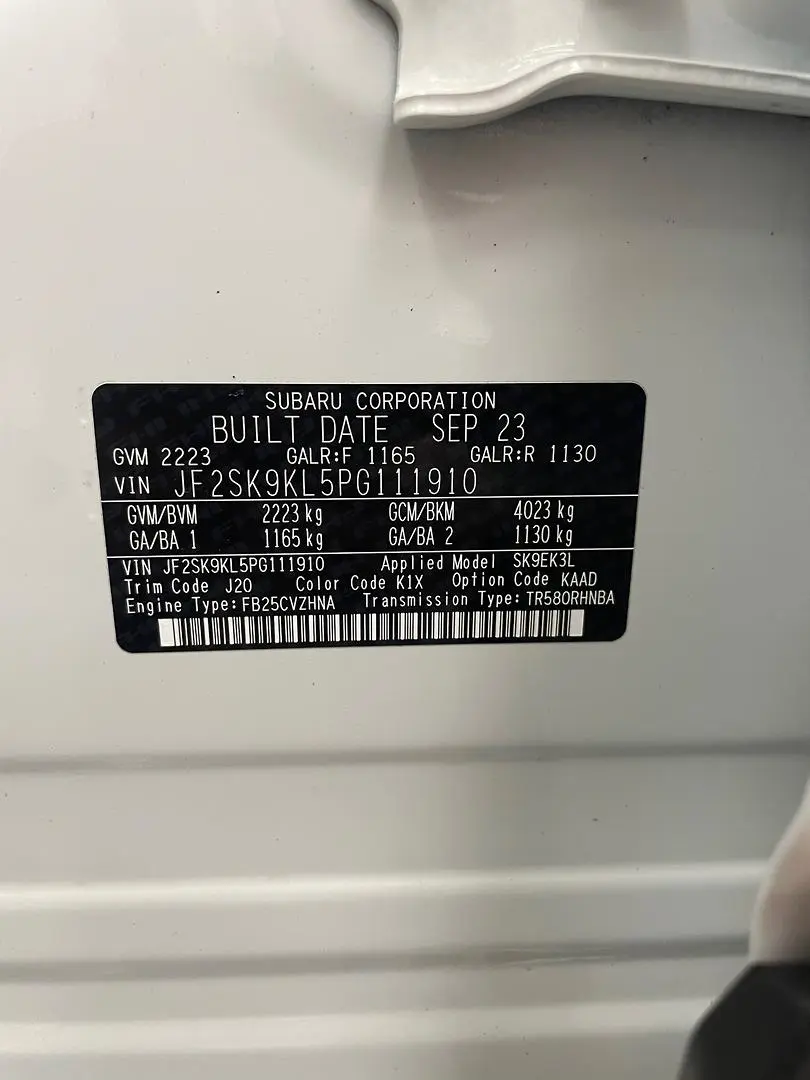 SUBARU CORPORATION
BUILT DATE SEP 23
GVM 2223 GALR:F 1165 GALR:R 1130
VIN JF2SK9KL5PG111910
GVM/BVM 2223 kg GCM/BKM 4023 kg
GA/BA 1 1165 kg GA/BA 2 1130 kg
VIN JF2SK9KL5PG111910 Applied Model SK9EK3L
Trim Code J20 Color Code K1X Option Code KAAD
Engine Type:FB25CVZHNA Transmission Type:TR580RHNBA